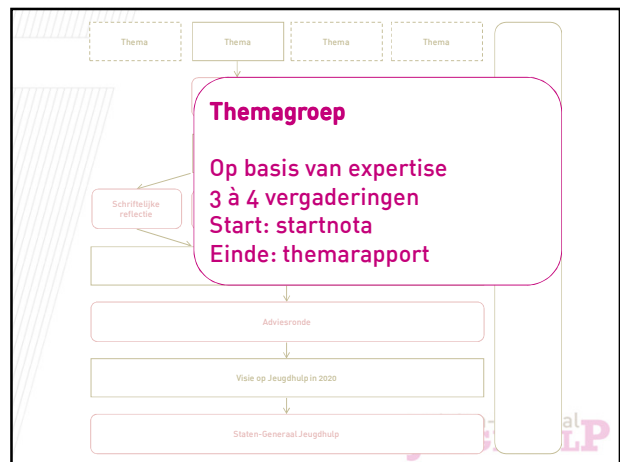 Thema
Thema
Thema
Thema
Themagroep
Op basis van expertise
3 à 4 vergaderingen
Start: startnota
Einde: themarapport
Schriftelijke
reflectie
Adviesronde
Visie op Jeugdhulp in 2020
Staten-Generaal Jeugdhulp